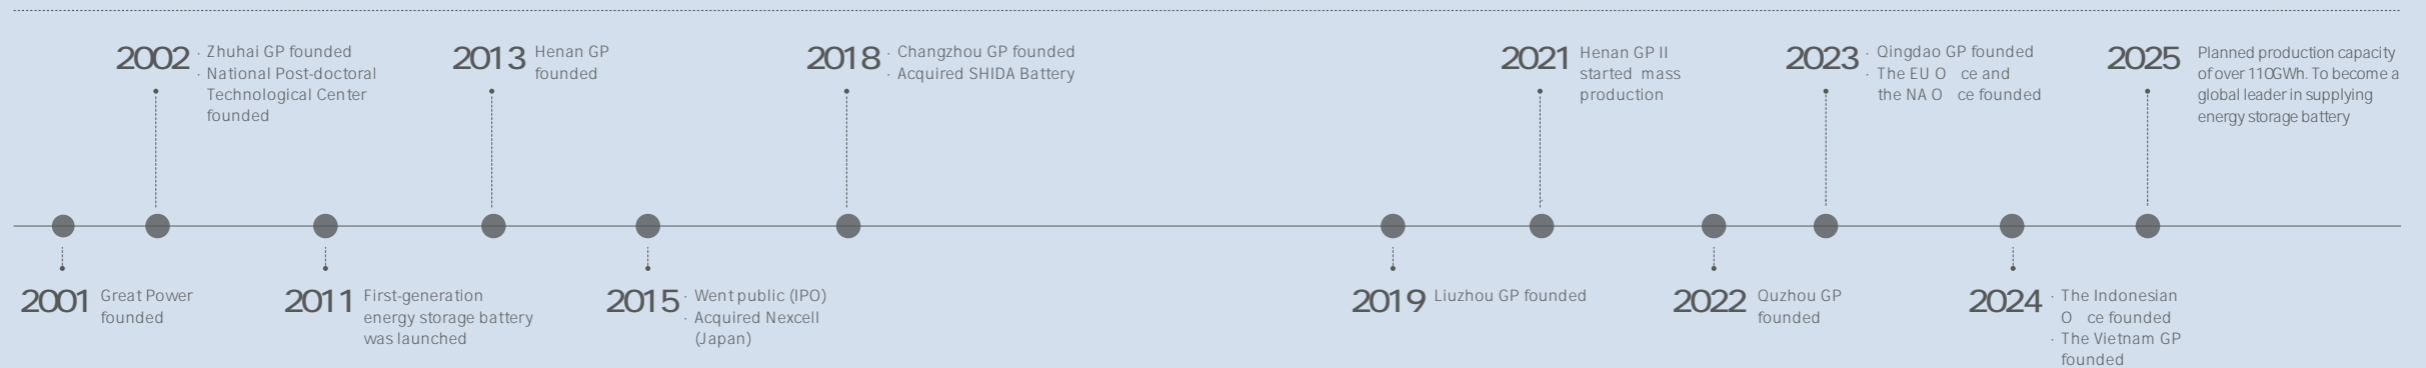 2002
· Zhuhai GP founded
· National Post-doctoral
Technological Center
founded
2013
Henan GP
founded
2018
· Changzhou GP founded
· Acquired SHIDA Battery
2021
Henan GP II
started mass
production
2023
· Qingdao GP founded
· The EU O ce and
the NA O ce founded
2025
Planned production capacity
of over 110GWh. To become a
global leader in supplying
energy storage battery
2001
Great Power
founded
2011
First-generation
energy storage battery
was launched
2015
· Went public (IPO)
· Acquired Nexcell
(Japan)
2019
Liuzhou GP founded
2022
Quzhou GP
founded
2024
· The Indonesian
O ce founded
· The Vietnam GP
founded